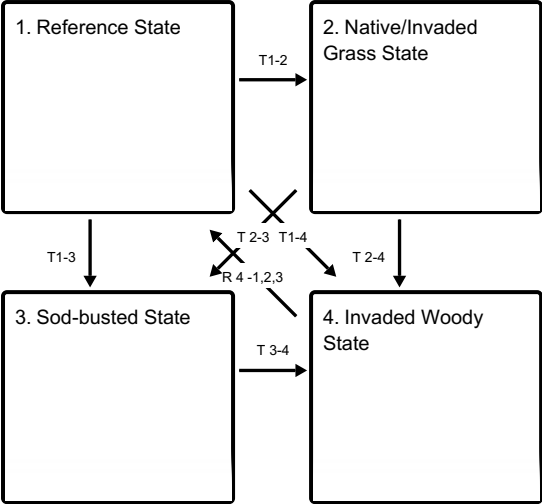 1. Reference State
2. Native/Invaded
Grass State
T1-2
T 2-3
T1-4
T1-3
T 2-4
R 4 -1,2,3
3. Sod-busted State
4. Invaded Woody
State
T 3-4